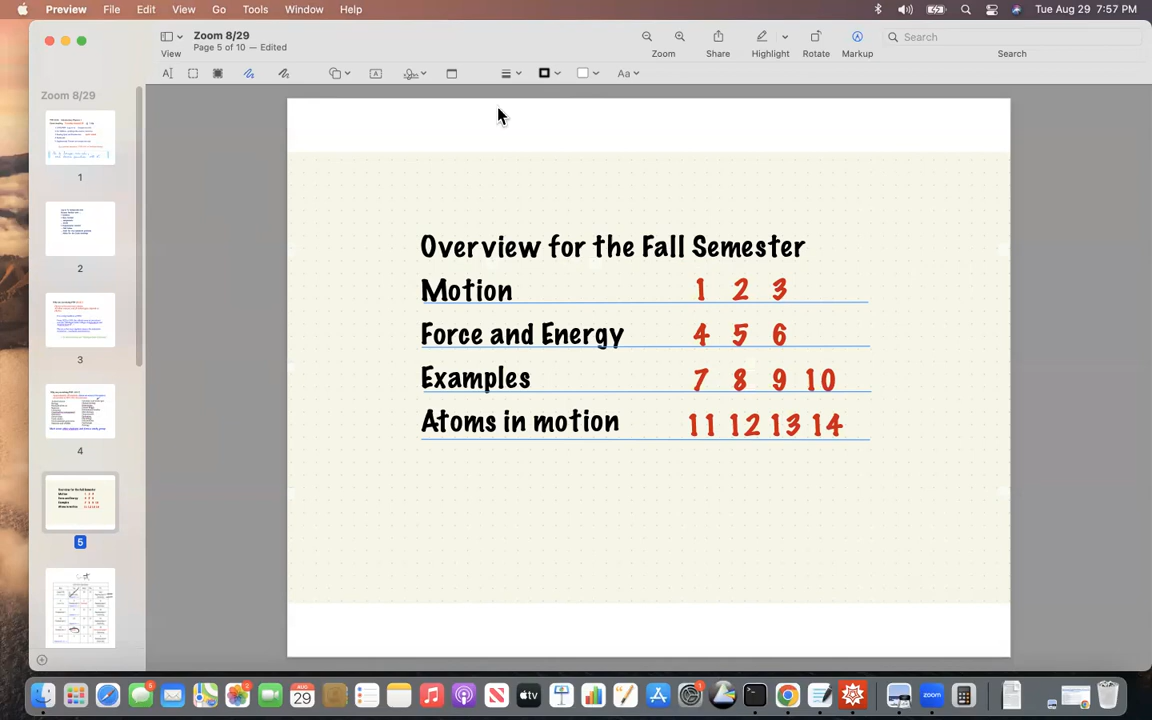 Preview File Edit View Go Tools Window Help Tue Aug 29 7:57 PM
Zoom 8/29
Page 5 of 10 — Edited
Search
View Zoom Share Highlight Rotate Markup Search
Aa
Zoom 8/29
1
2
3
4
5
Overview for the Fall Semester
Motion 1 2 3
Force and Energy 4 5 6
Examples 7 8 9 10
Atoms in motion 11 12 13 14
AUG
29
tv
zoom